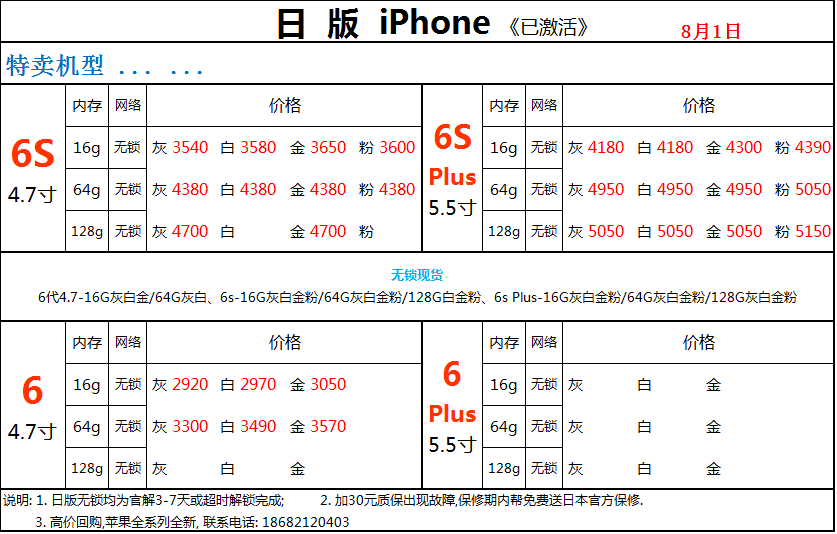 日 版 iPhone 《已激活》 8月1日
特卖机型 ... ...
6S 4.7寸
内存 网络 价格
16g 无锁 灰 3540 白 3580 金 3650 粉 3600
64g 无锁 灰 4380 白 4380 金 4380 粉 4380
128g 无锁 灰 4700 白 金 4700 粉
6S Plus 5.5寸
内存 网络 价格
16g 无锁 灰 4180 白 4180 金 4300 粉 4390
64g 无锁 灰 4950 白 4950 金 4950 粉 5050
128g 无锁 灰 5050 白 5050 金 5050 粉 5150
无锁现货
6代4.7-16G灰白金/64G灰白、6s-16G灰白金粉/64G灰白金粉/128G白金粉、6s Plus-16G灰白金粉/64G灰白金粉/128G灰白金粉
6 4.7寸
内存 网络 价格
16g 无锁 灰 2920 白 2970 金 3050
64g 无锁 灰 3300 白 3490 金 3570
128g 无锁 灰 白 金
6 Plus 5.5寸
内存 网络 价格
16g 无锁 灰 白 金
64g 无锁 灰 白 金
128g 无锁 灰 白 金
说明: 1. 日版无锁均为官解3-7天或超时解锁完成; 2. 加30元质保出现故障,保修期内帮免费送日本官方保修.
3. 高价回购,苹果全系列全新, 联系电话: 18682120403